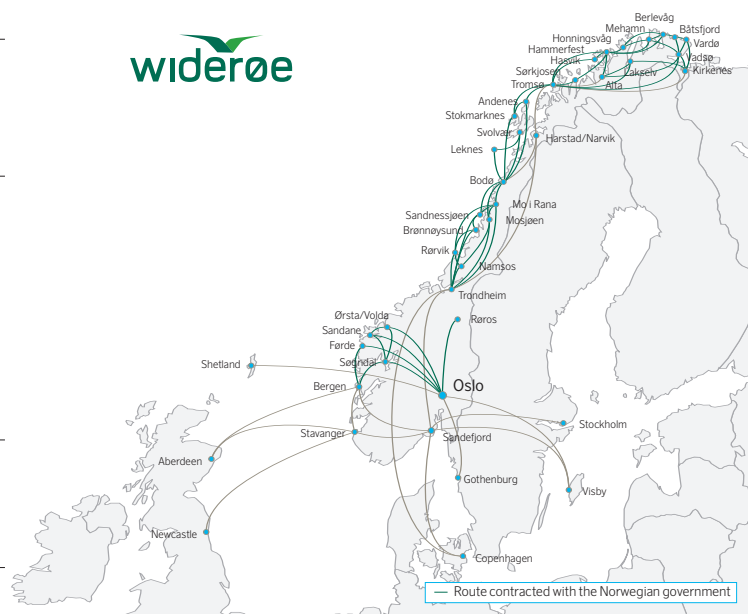 widerøe
Berlevåg
Mehamn
Båtsfjord
Honningsvåg
Vardø
Hammerfest
Vadsø
Hasvik
Lakselv
Kirkenes
Sørkjosen
Tromsø
Alta
Andenes
Stokmarknes
Svolvær
Harstad/Narvik
Leknes
Bodø
Mo i Rana
Sandnessjøen
Mosjøen
Brønnøysund
Rørvik
Namsos
Trondheim
Ørsta/Volda
Røros
Sandane
Førde
Shetland
Sogndal
Bergen
Oslo
Stockholm
Stavanger
Sandefjord
Aberdeen
Gothenburg
Visby
Newcastle
Copenhagen
Route contracted with the Norwegian government